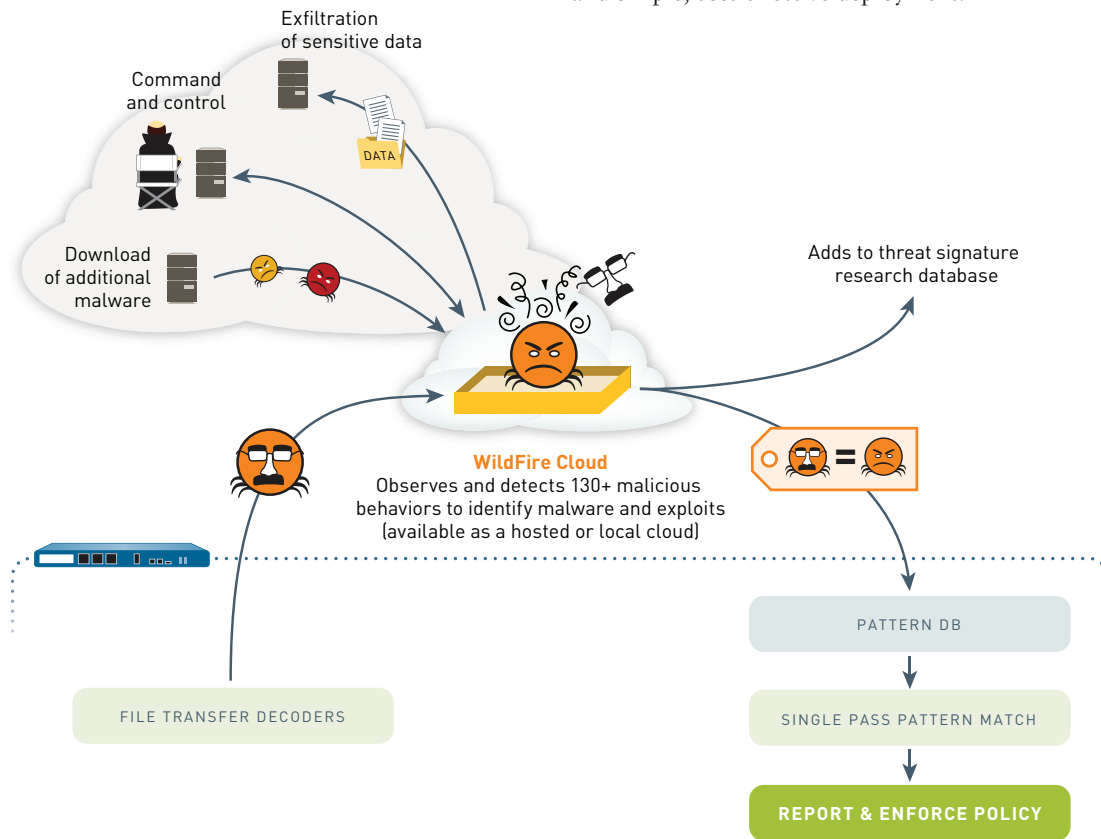 Exfiltration
of sensitive data
Command
and control
DATA
Download
of additional
malware
Adds to threat signature
research database
WildFire Cloud
Observes and detects 130+ malicious
behaviors to identify malware and exploits
(available as a hosted or local cloud)
PATTERN DB
FILE TRANSFER DECODERS
SINGLE PASS PATTERN MATCH
REPORT & ENFORCE POLICY